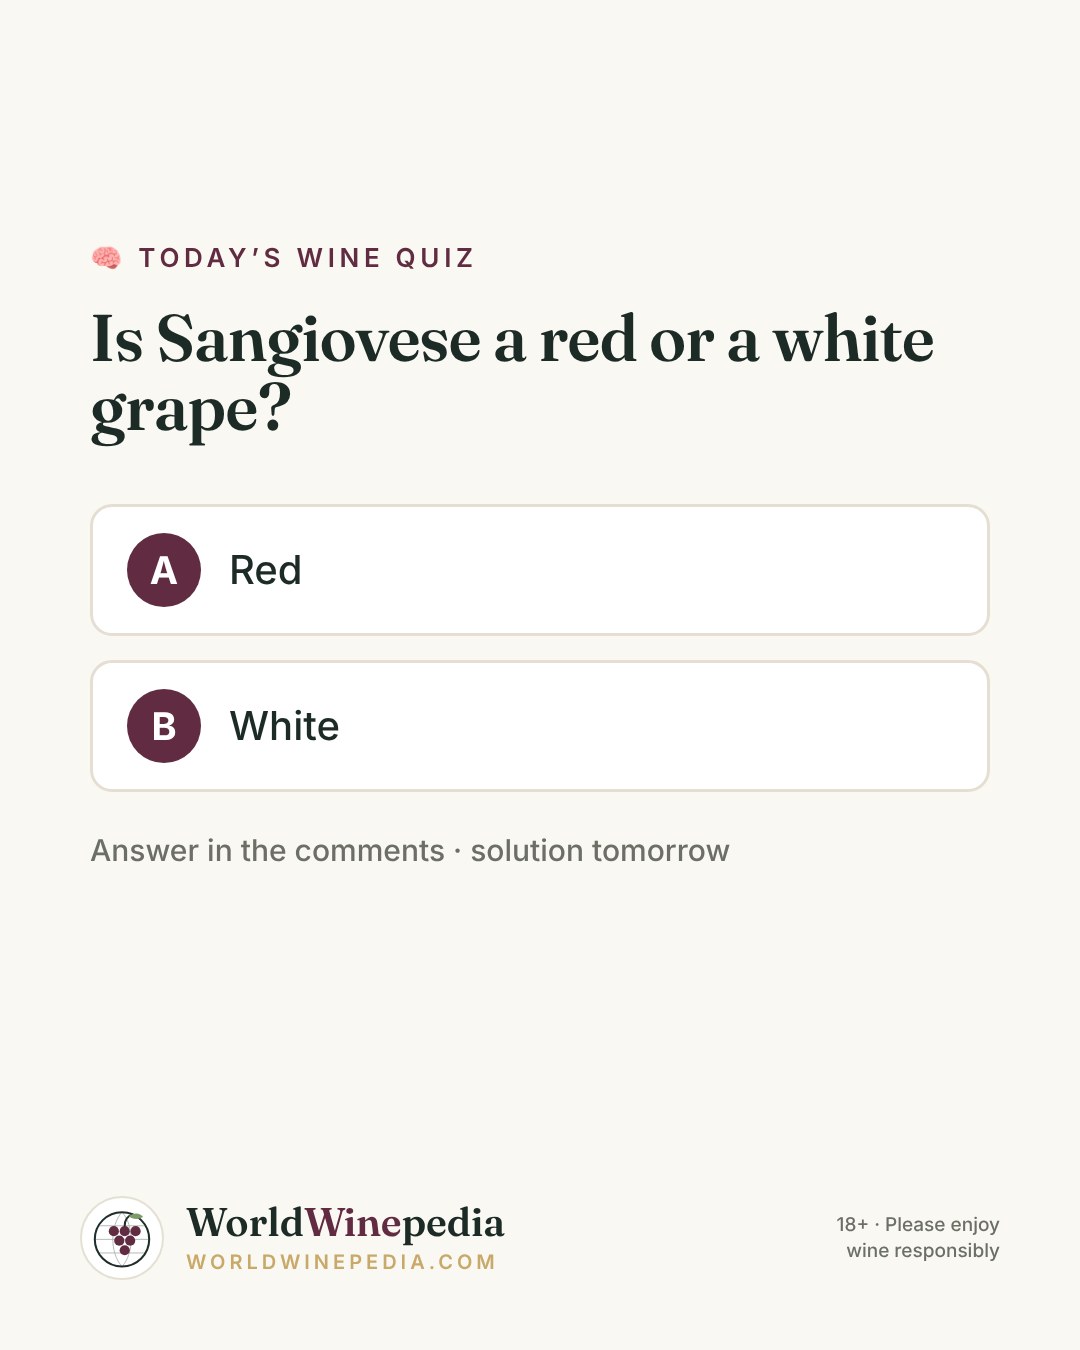 🧠 TODAY’S WINE QUIZ
Is Sangiovese a red or a white
grape?
A Red
B White
Answer in the comments · solution tomorrow
WorldWinepedia
WORLDWINEPEDIA.COM
18+ · Please enjoy
wine responsibly